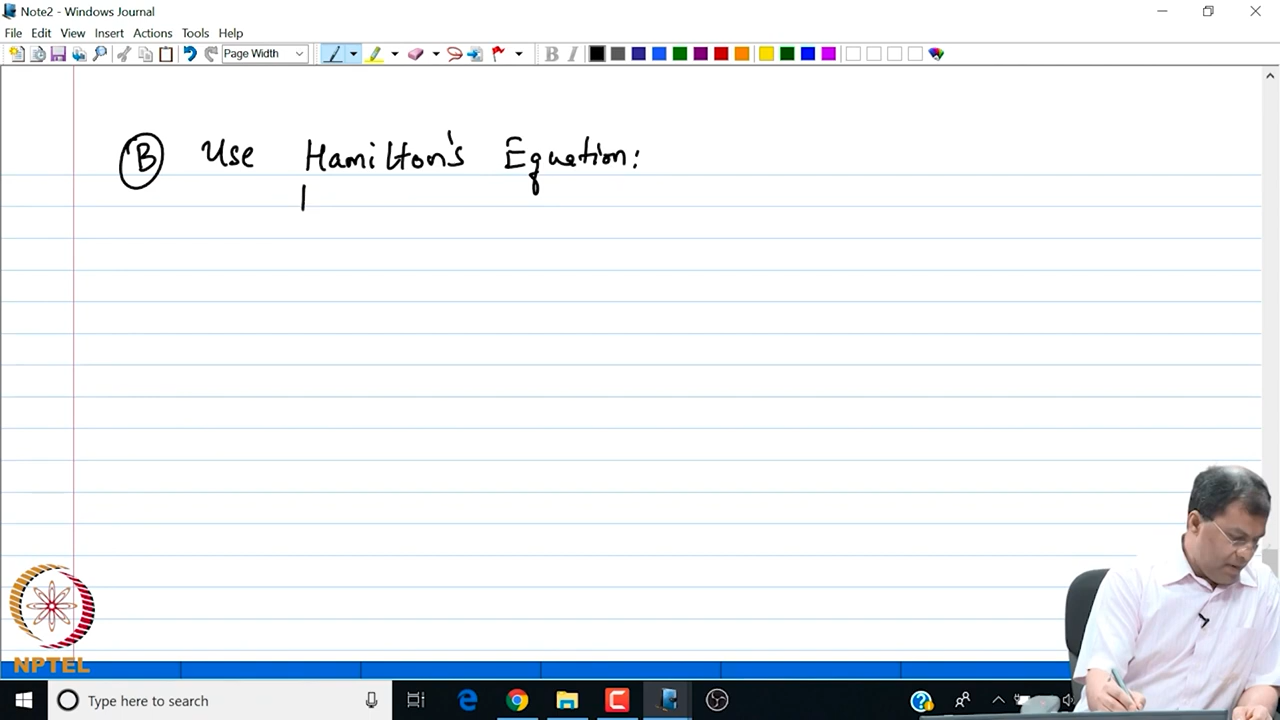 Note2 - Windows Journal
File Edit View Insert Actions Tools Help
Page Width
B I
Ⓑ Use Hamilton's Equation:
NPTEL
Type here to search